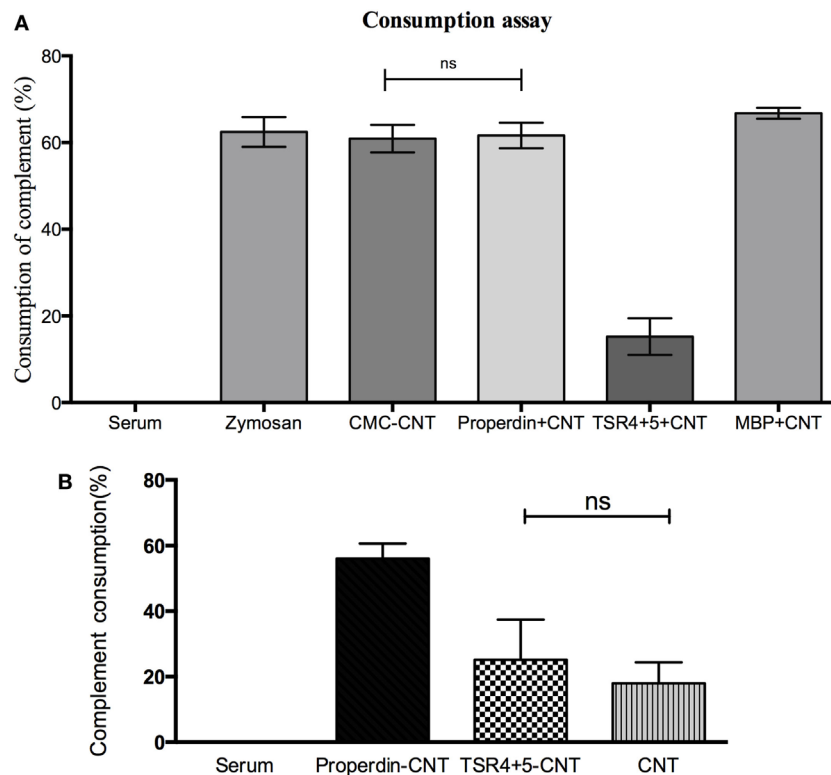 A
Consumption assay
Consumption of complement (%)
80
60
40
20
0
ns
Serum Zymosan CMC-CNT Properdin+CNT TSR4+5+CNT MBP+CNT
B
Complement consumption(%)
80
60
40
20
0
ns
Serum Properdin-CNT TSR4+5-CNT CNT